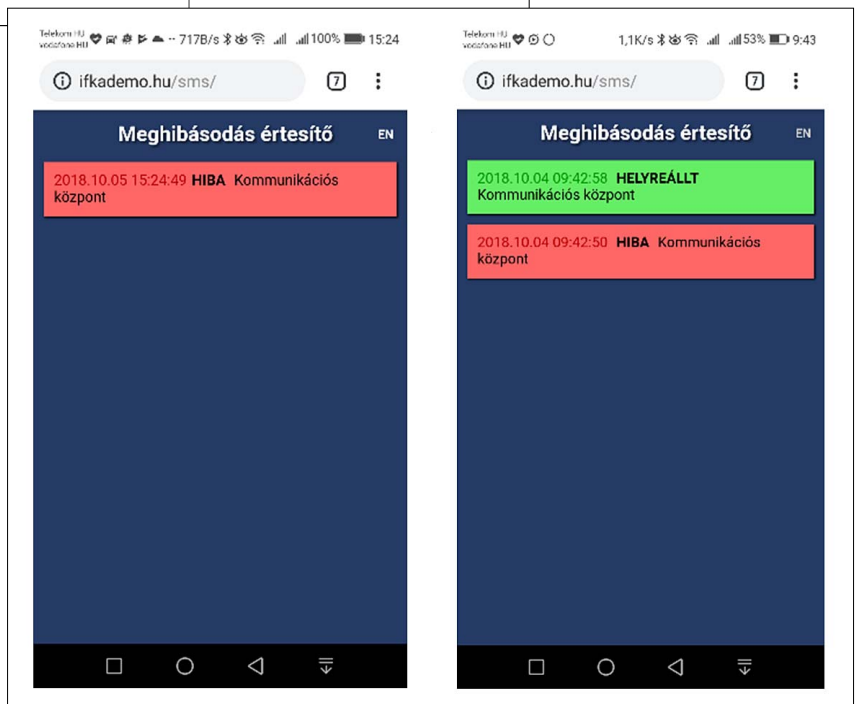 Telekom HU
vodafone HU
717B/s
100%
15:24
ifkademo.hu/sms/
7
Meghibásodás értesítő
EN
2018.10.05 15:24:49 HIBA Kommunikációs
központ
Telekom HU
vodafone HU
1,1K/s
53%
9:43
ifkademo.hu/sms/
7
Meghibásodás értesítő
EN
2018.10.04 09:42:58 HELYREÁLLT
Kommunikációs központ
2018.10.04 09:42:50 HIBA Kommunikációs
központ